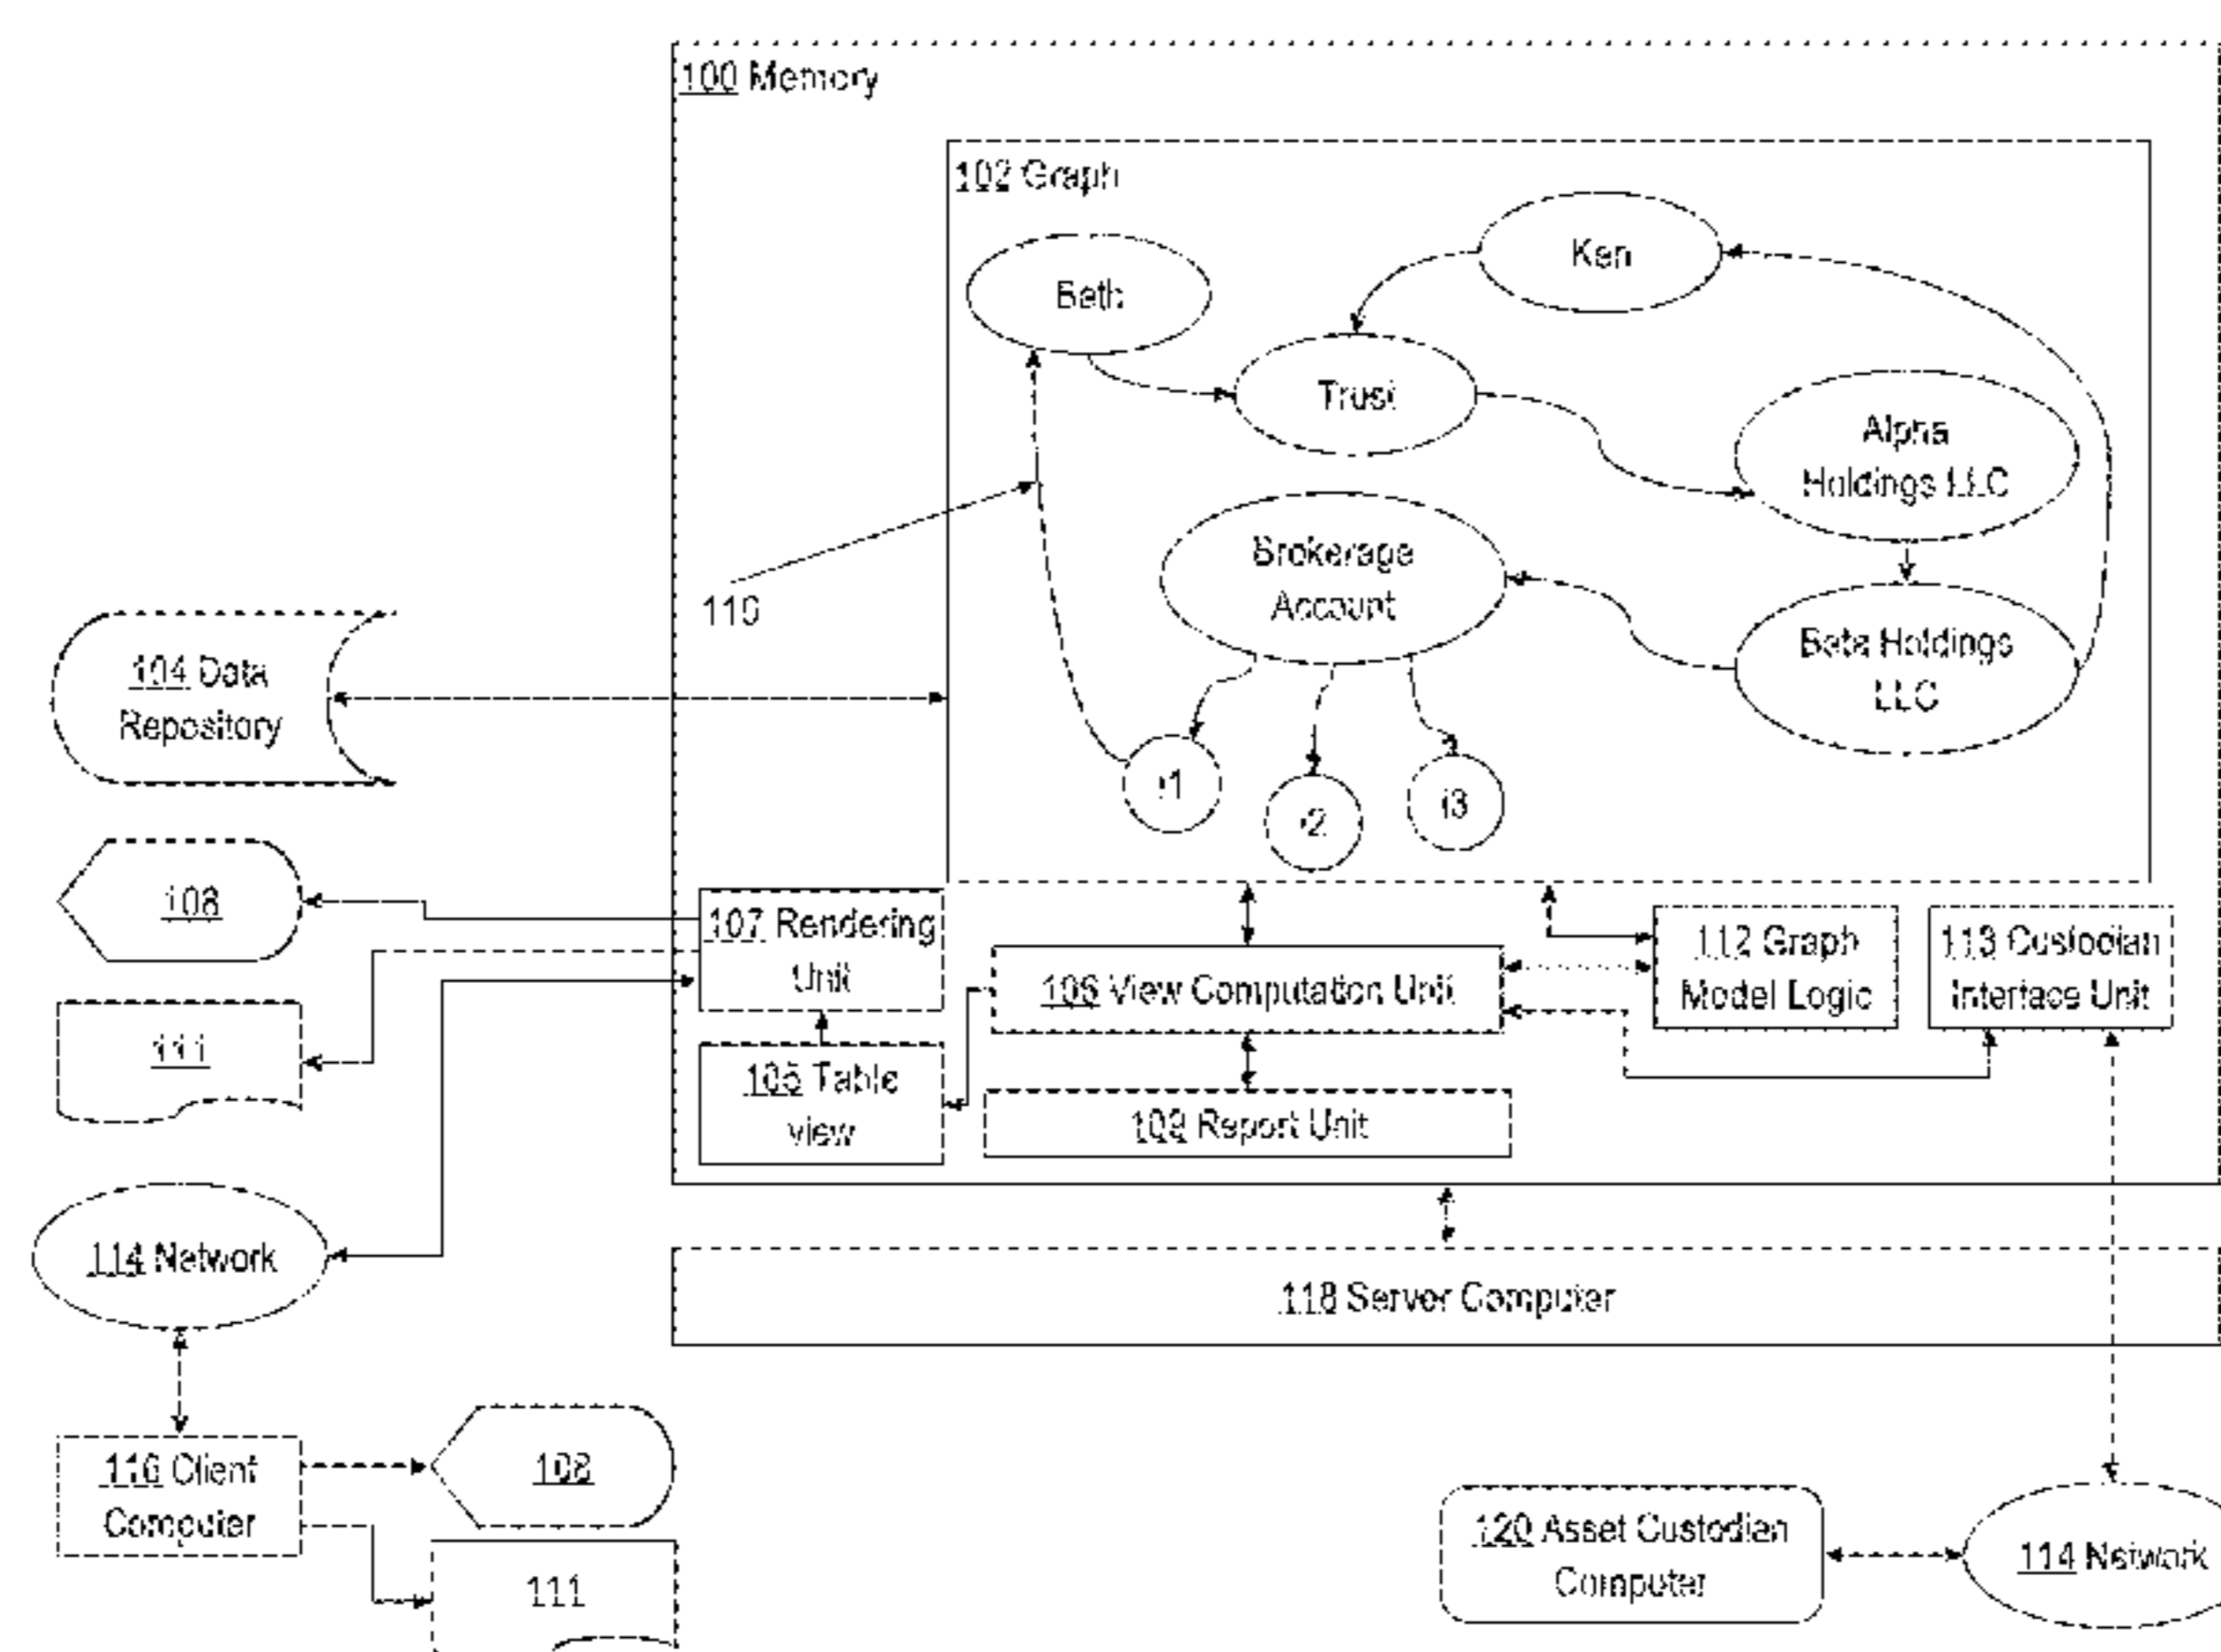 100 Memory
102 Graph
Ken
Beth
Trust
Alpha
Holdings LLC
Brokerage
Account
110
Beta Holdings
LLC
104 Data
Repository
i1
i2
i3
108
107 Rendering
Unit
112 Graph
Model Logic
113 Custodian
Interface Unit
106 View Computation Unit
111
105 Table
view
109 Report Unit
114 Network
118 Server Computer
116 Client
Computer
108
111
120 Asset Custodian
Computer
114 Network